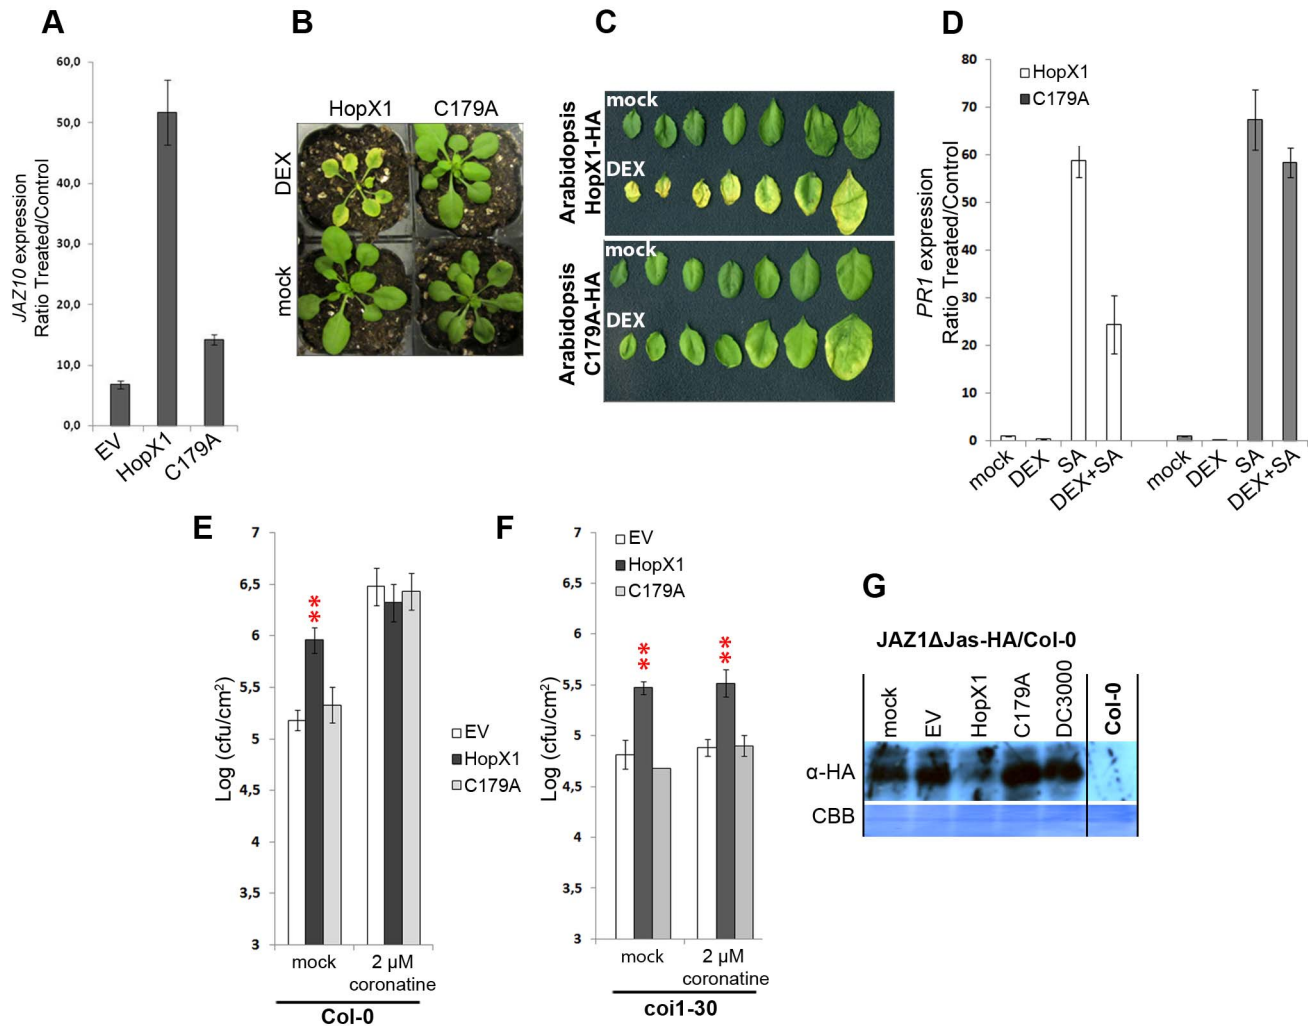 A
60,0
50,0
40,0
30,0
20,0
10,0
0,0
JAZ10 expression
Ratio Treated/Control
EV
HopX1
C179A
B
HopX1
C179A
DEX
mock
C
Arabidopsis
HopX1-HA
mock
DEX
Arabidopsis
C179A-HA
mock
DEX
D
80
70
60
50
40
30
20
10
0
PR1 expression
Ratio Treated/Control
HopX1
C179A
mock
DEX
SA
DEX+SA
mock
DEX
SA
DEX+SA
E
7
6,5
6
5,5
5
4,5
4
3,5
3
Log (cfu/cm²)
**
EV
HopX1
C179A
mock
2 µM
coronatine
Col-0
F
7
6,5
6
5,5
5
4,5
4
3,5
3
Log (cfu/cm²)
EV
HopX1
C179A
**
**
mock
2 µM
coronatine
coi1-30
G
JAZ1ΔJas-HA/Col-0
mock
EV
HopX1
C179A
DC3000
Col-0
α-HA
CBB